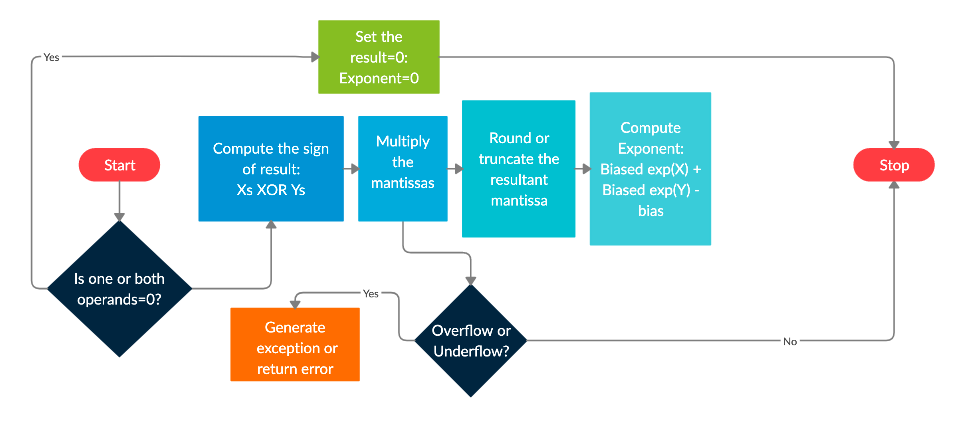 Set the
result=0:
Exponent=0
Yes
Start
Compute the sign
of result:
Xs XOR Ys
Multiply
the
mantissas
Round or
truncate the
resultant
mantissa
Compute
Exponent:
Biased exp(X) +
Biased exp(Y) -
bias
Stop
Is one or both
operands=0?
Yes
Generate
exception or
return error
Overflow or
Underflow?
No